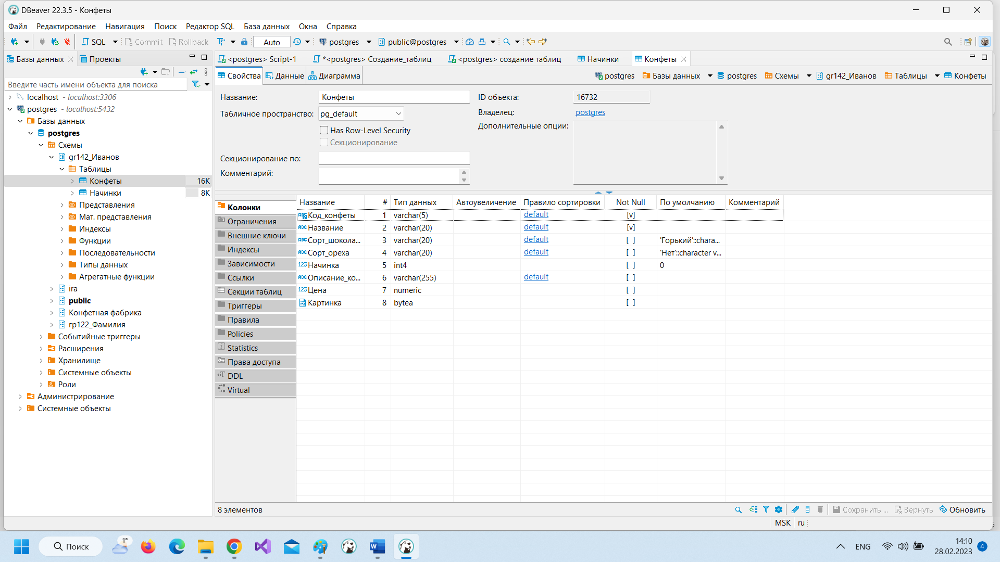 DBeaver 22.3.5 - Конфеты
Файл Редактирование Навигация Поиск Редактор SQL База данных Окна Справка
SQL Commit Rollback Auto postgres public@postgres
Базы данных Проекты
<postgres> Script-1 *<postgres> Создание_таблиц <postgres> создание таблиц Начинки Конфеты
Свойства Данные Диаграмма
postgres Базы данных postgres Схемы gr142_Иванов Таблицы Конфеты
Введите часть имени объекта для поиска
localhost - localhost:3306
postgres - localhost:5432
Базы данных
postgres
Схемы
gr142_Иванов
Таблицы
Конфеты 16K
Начинки 8K
Представления
Мат. представления
Индексы
Функции
Последовательности
Типы данных
Агрегатные функции
ira
public
Конфетная фабрика
гр122_Фамилия
Событийные триггеры
Расширения
Хранилище
Системные объекты
Роли
Администрирование
Системные объекты
Название: Конфеты
Табличное пространство: pg_default
Has Row-Level Security
Секционирование
Секционирование по:
Комментарий:
ID объекта: 16732
Владелец: postgres
Дополнительные опции:
Колонки
Ограничения
Внешние ключи
Индексы
Зависимости
Ссылки
Секции таблиц
Триггеры
Правила
Policies
Statistics
Права доступа
DDL
Virtual
Название # Тип данных Автоувеличение Правило сортировки Not Null По умолчанию Комментарий
ABC Код_конфеты 1 varchar(5) default [v]
ABC Название 2 varchar(20) default [v]
ABC Сорт_шокола... 3 varchar(20) default [ ] 'Горький'::chara...
ABC Сорт_ореха 4 varchar(20) default [ ] 'Нет'::character v...
123 Начинка 5 int4 [ ] 0
ABC Описание_ко... 6 varchar(255) default [ ]
123 Цена 7 numeric [ ]
Картинка 8 bytea [ ]
8 элементов
Сохранить ... Вернуть Обновить
MSK ru
Поиск
1°
ENG
14:10
28.02.2023
4